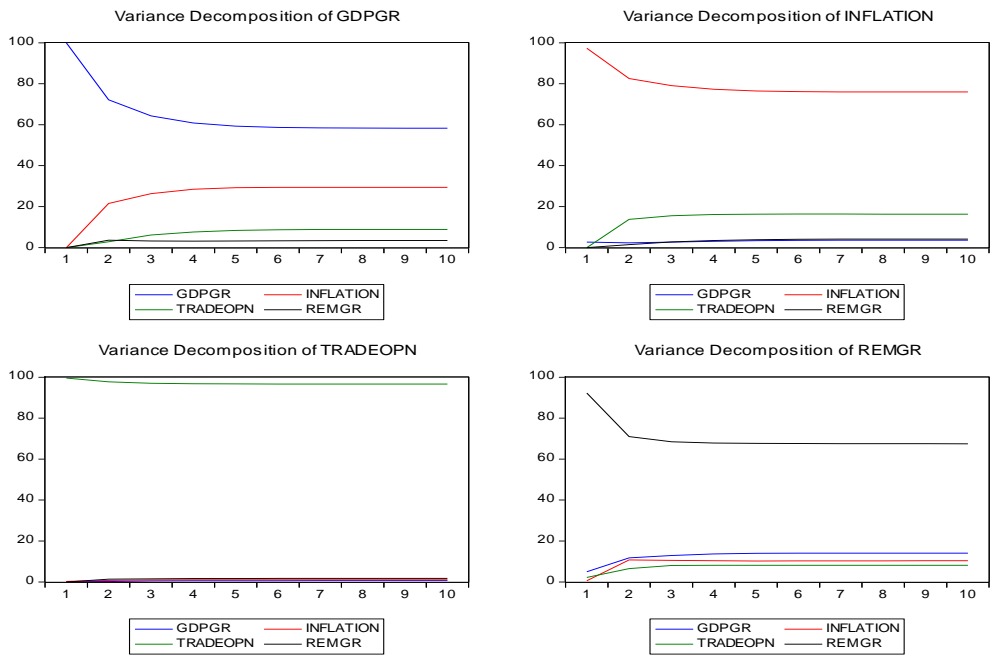 Variance Decomposition of GDPGR
100
80
60
40
20
0
1 2 3 4 5 6 7 8 9 10
GDPGR INFLATION
TRADEOPN REMGR
Variance Decomposition of INFLATION
100
80
60
40
20
0
1 2 3 4 5 6 7 8 9 10
GDPGR INFLATION
TRADEOPN REMGR
Variance Decomposition of TRADEOPN
100
80
60
40
20
0
1 2 3 4 5 6 7 8 9 10
GDPGR INFLATION
TRADEOPN REMGR
Variance Decomposition of REMGR
100
80
60
40
20
0
1 2 3 4 5 6 7 8 9 10
GDPGR INFLATION
TRADEOPN REMGR